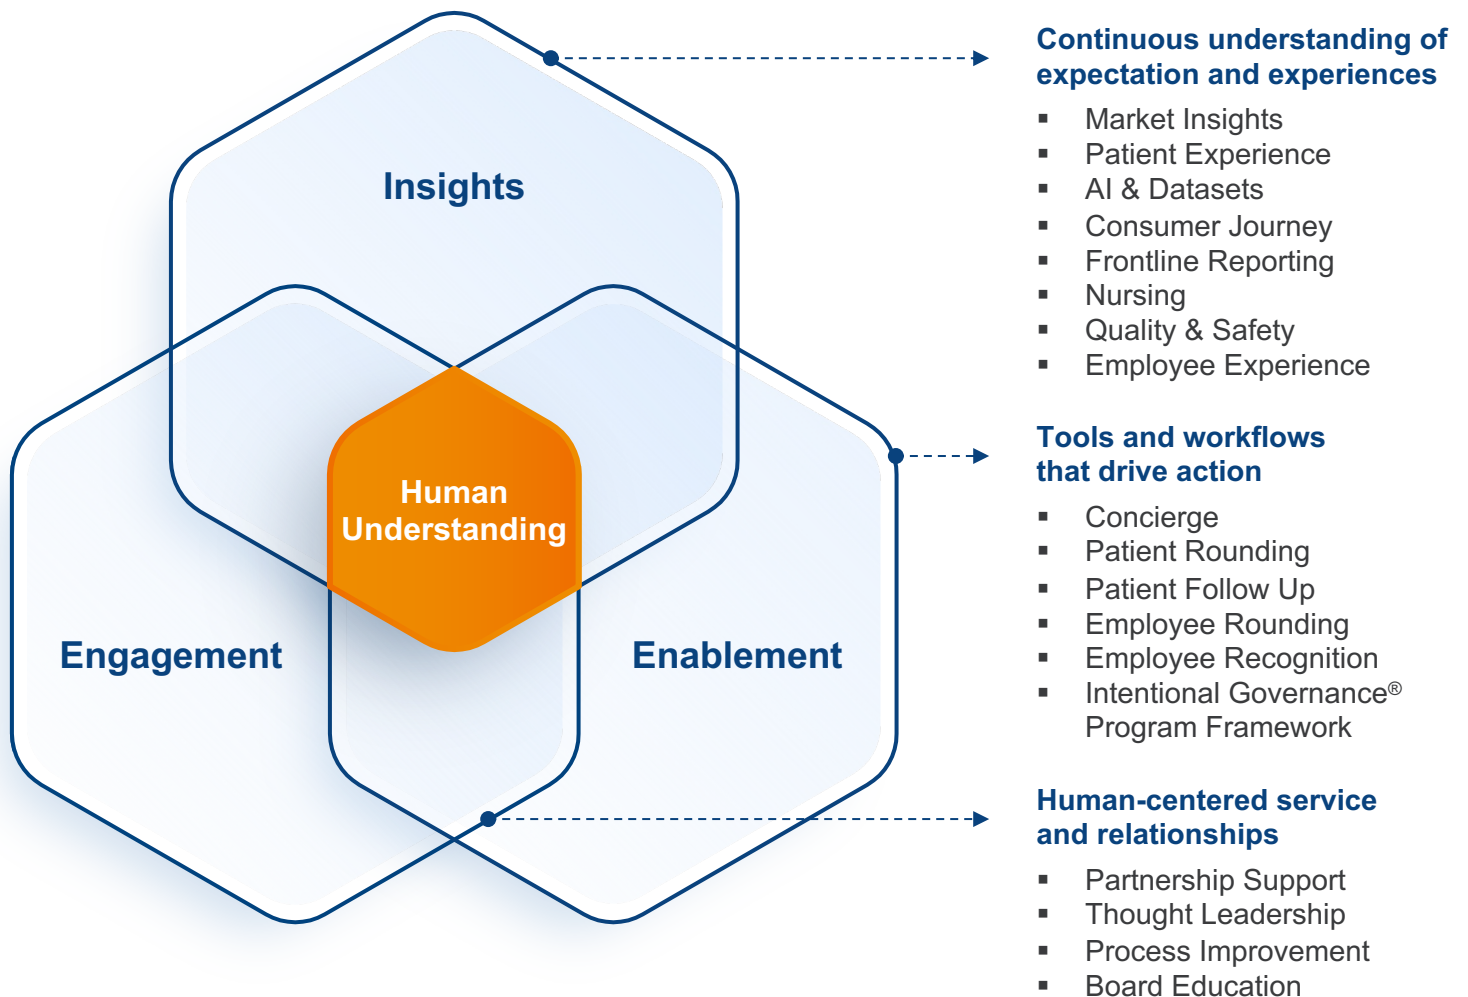 Insights
Human
Understanding
Engagement
Enablement
Continuous understanding of
expectation and experiences
▪ Market Insights
▪ Patient Experience
▪ AI & Datasets
▪ Consumer Journey
▪ Frontline Reporting
▪ Nursing
▪ Quality & Safety
▪ Employee Experience
Tools and workflows
that drive action
▪ Concierge
▪ Patient Rounding
▪ Patient Follow Up
▪ Employee Rounding
▪ Employee Recognition
▪ Intentional Governance®
Program Framework
Human-centered service
and relationships
▪ Partnership Support
▪ Thought Leadership
▪ Process Improvement
▪ Board Education